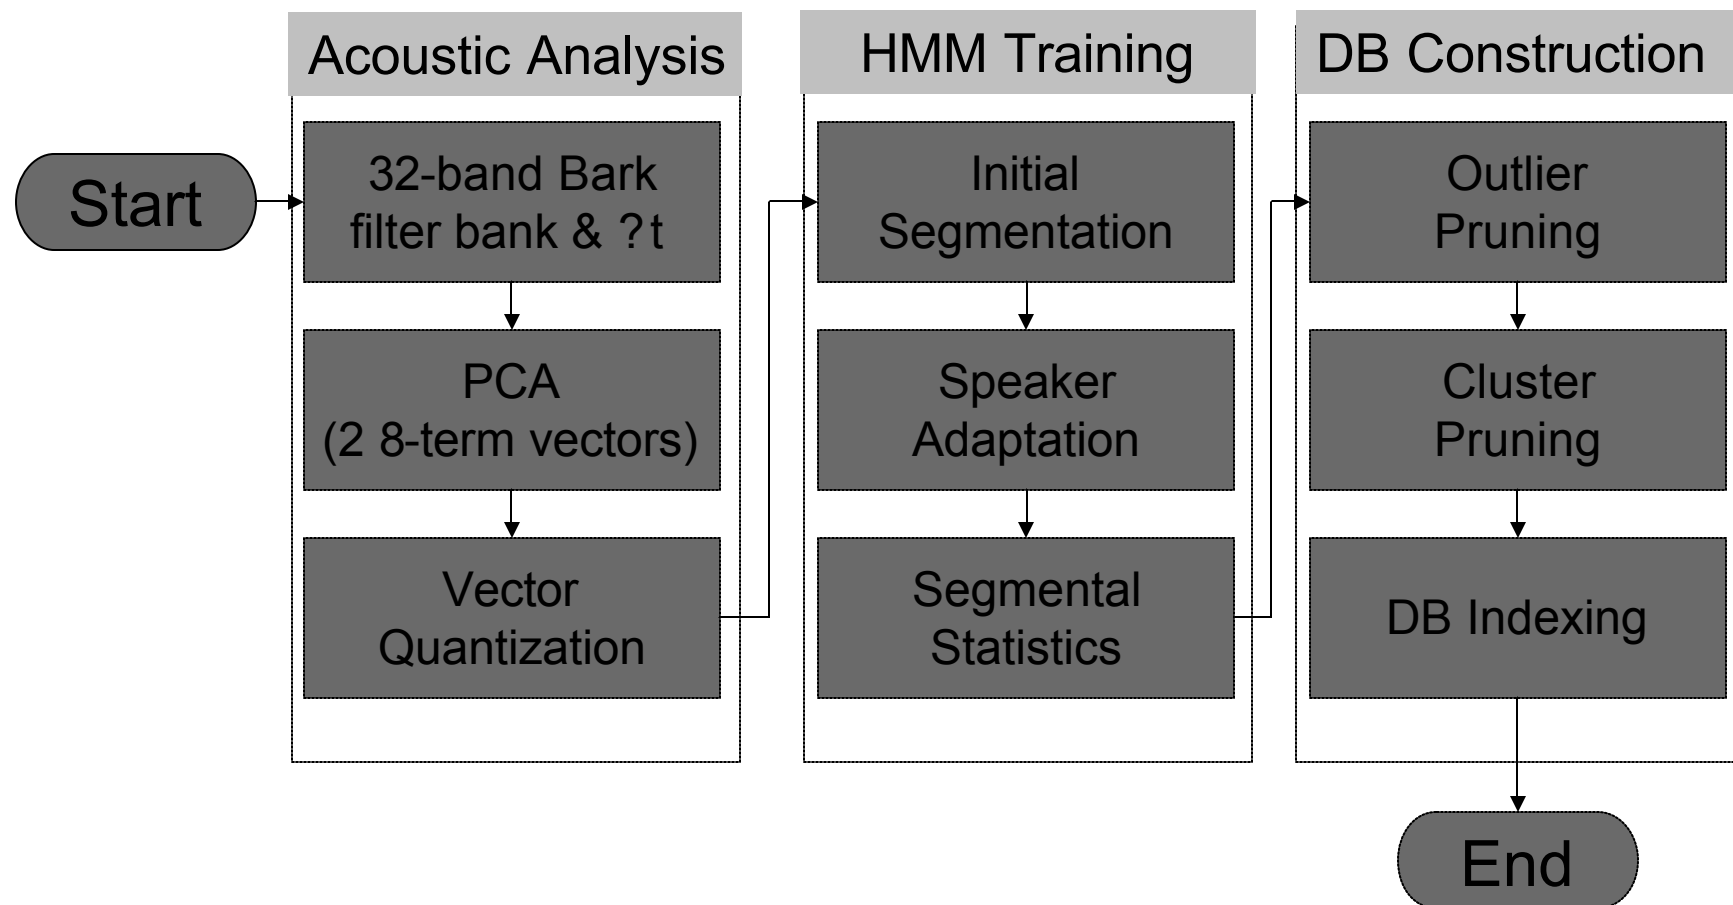 Acoustic Analysis
HMM Training
DB Construction
Start
32-band Bark
filter bank & ?t
PCA
(2 8-term vectors)
Vector
Quantization
Initial
Segmentation
Speaker
Adaptation
Segmental
Statistics
Outlier
Pruning
Cluster
Pruning
DB Indexing
End